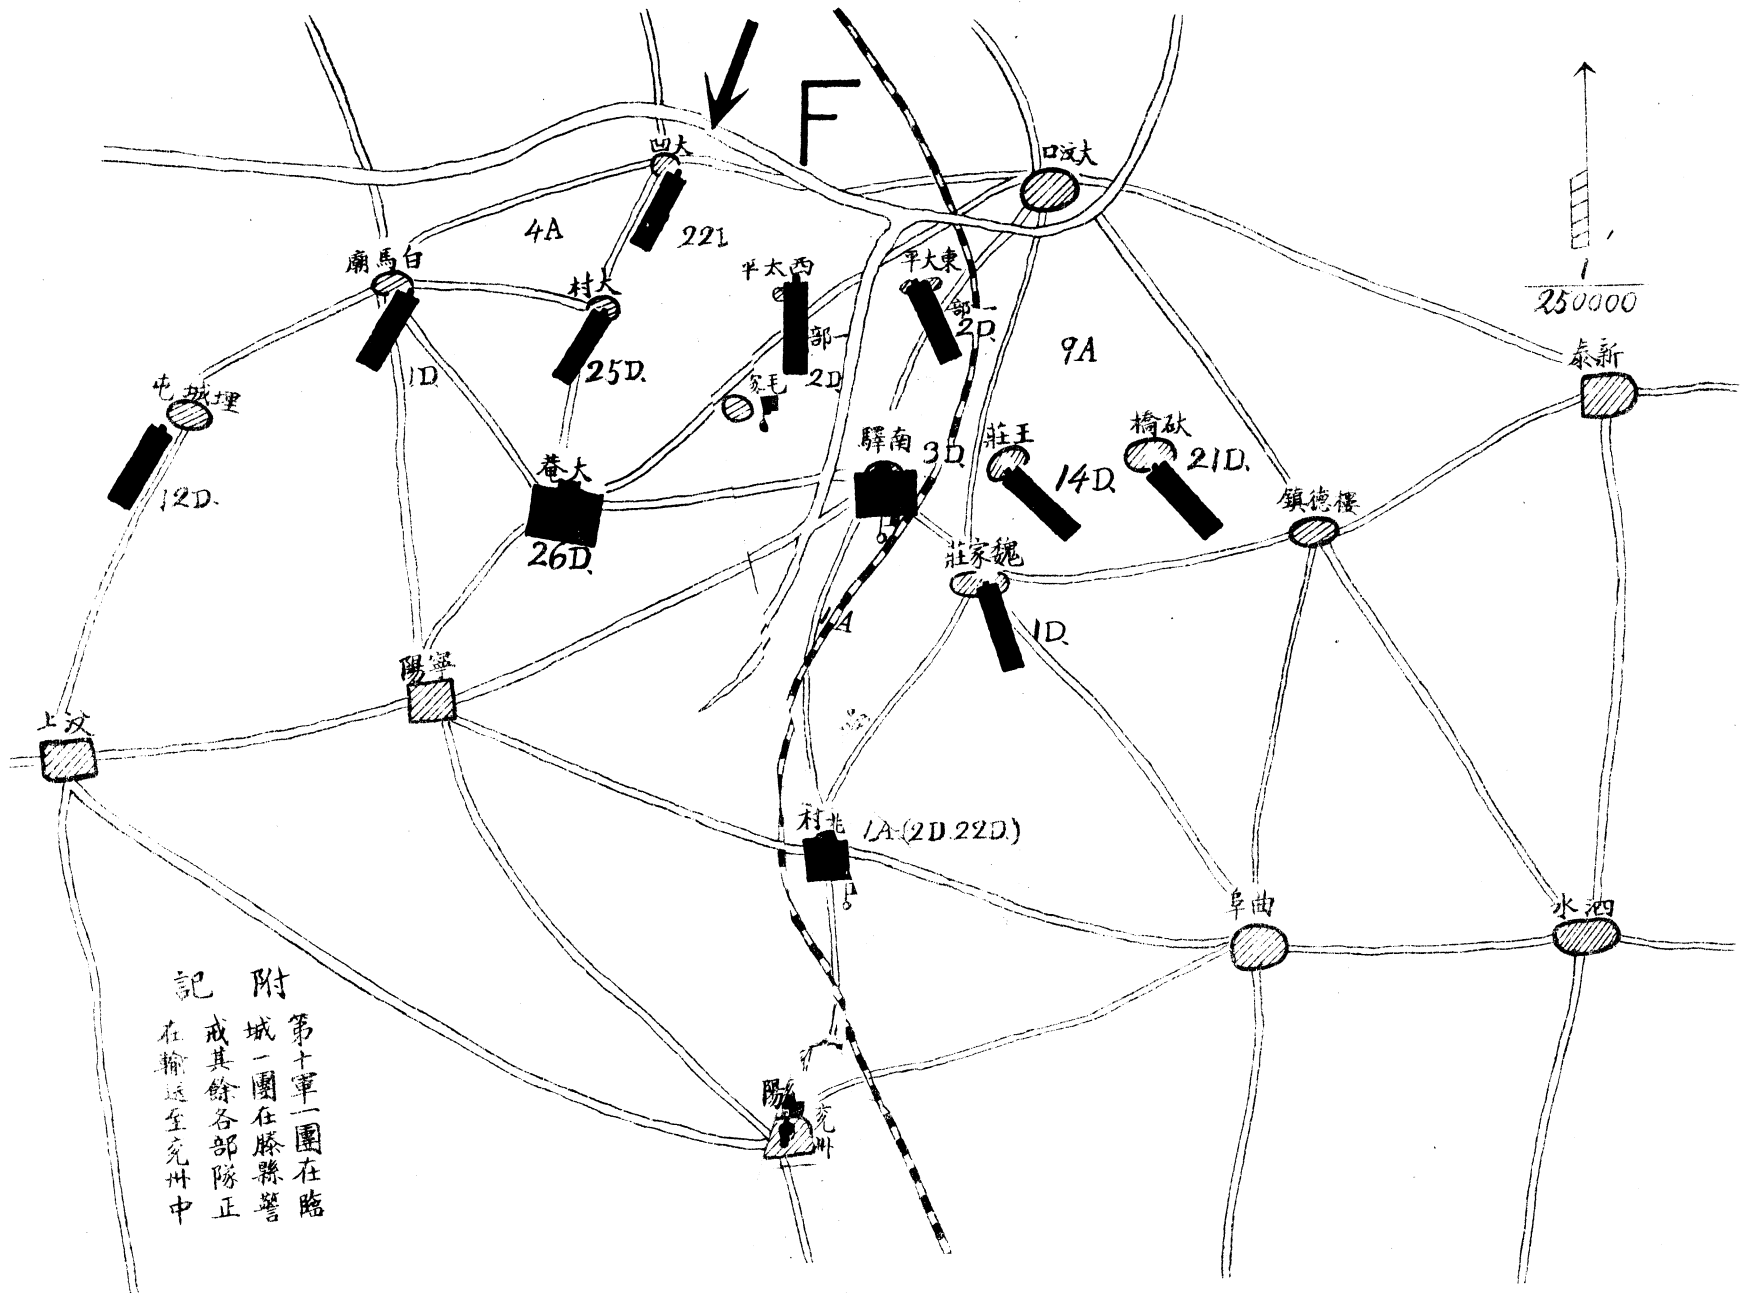 F
大凹
大汶口
4A
221
白馬廟
大村
西太平
東大平
一部
2D.
1
250000
一部
2D
9A
新泰
1D.
25D.
毛家
埋城屯
12D.
大菴
26D.
南驛
3D.
王莊
14D.
橋
21D.
樓德鎮
魏家莊
1D.
1A
寧陽
汶上
北村
1A(2D.22D.)
曲阜
泗水
兗州
陽
附記
第十軍一團在臨
城一團在滕縣警
戒其餘各部隊正
在輸送至兗州中